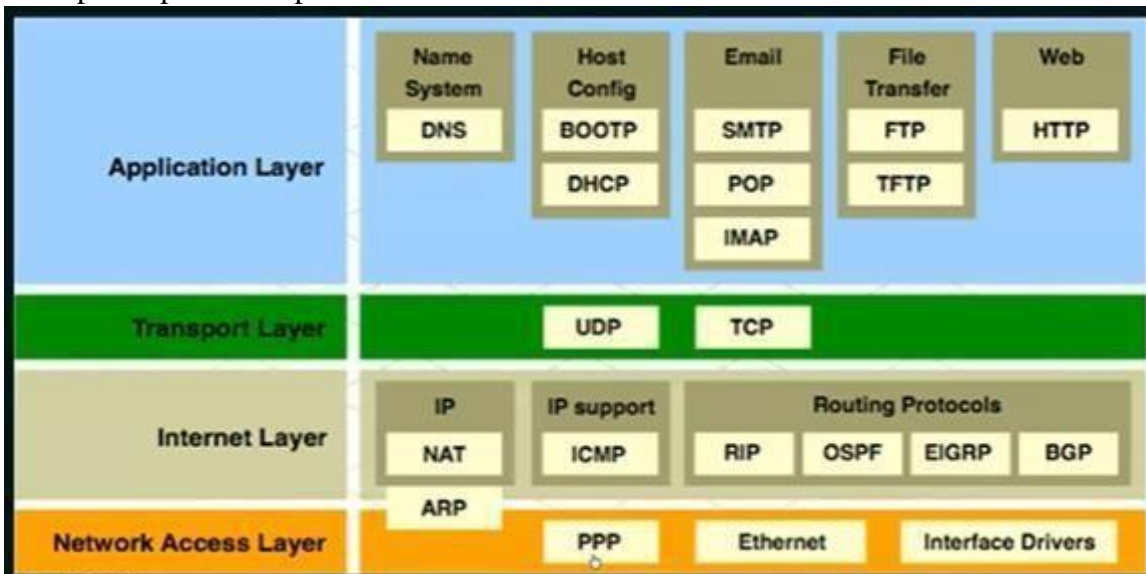 Application Layer
Name System
DNS
Host Config
BOOTP
DHCP
Email
SMTP
POP
IMAP
File Transfer
FTP
TFTP
Web
HTTP
Transport Layer
UDP
TCP
Internet Layer
IP
NAT
IP support
ICMP
Routing Protocols
RIP
OSPF
EIGRP
BGP
ARP
Network Access Layer
PPP
Ethernet
Interface Drivers